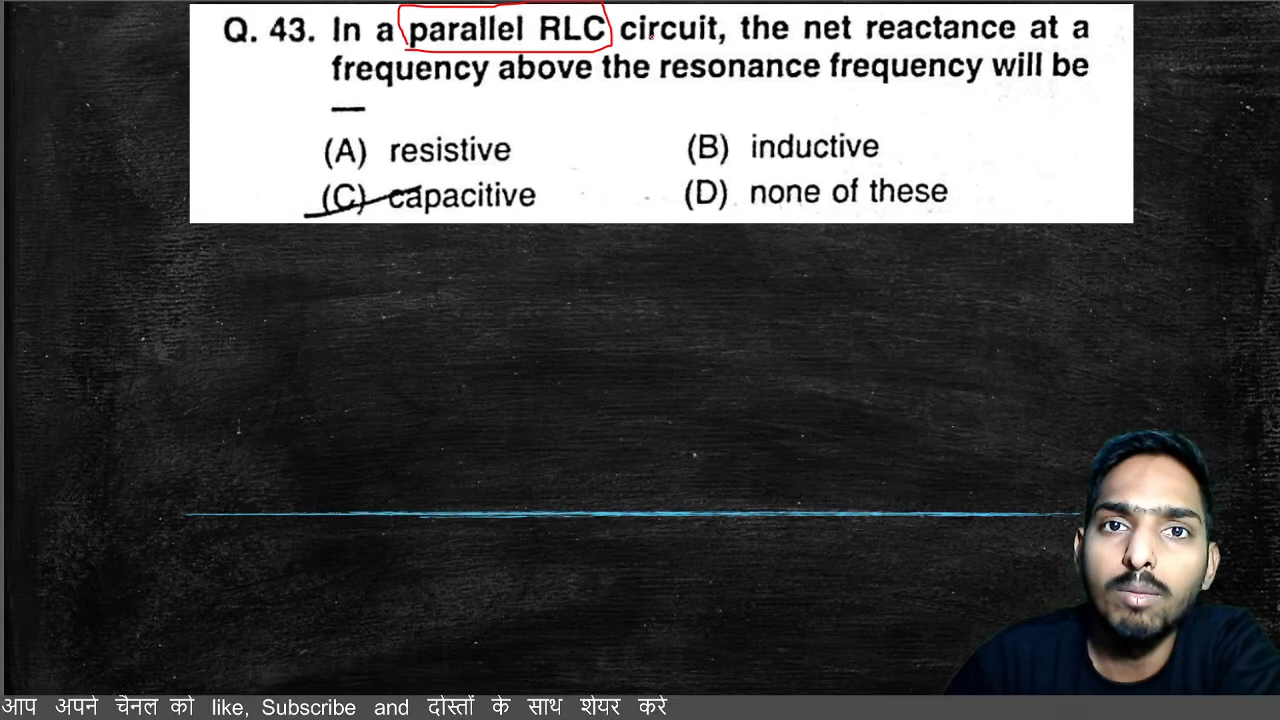 Q. 43. In a parallel RLC circuit, the net reactance at a
frequency above the resonance frequency will be
—
(A) resistive (B) inductive
(C) capacitive (D) none of these
आप अपने चैनल को like, Subscribe and दोस्तों के साथ शेयर करे